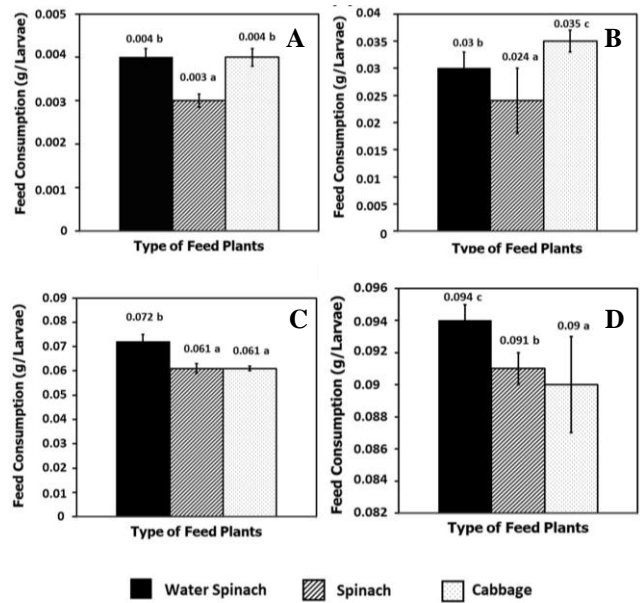 A
Feed Consumption (g/Larvae)
0.005
0.004
0.003
0.002
0.001
0
0.004 b
0.003 a
0.004 b
Type of Feed Plants
B
Feed Consumption (g/Larvae)
0.04
0.035
0.03
0.025
0.02
0.015
0.01
0.005
0
0.03 b
0.024 a
0.035 c
Type of Feed Plants
C
Feed Consumption (g/Larvae)
0.09
0.08
0.07
0.06
0.05
0.04
0.03
0.02
0.01
0
0.072 b
0.061 a
0.061 a
Type of Feed Plants
D
Feed Consumption (g/Larvae)
0.096
0.094
0.092
0.09
0.088
0.086
0.084
0.082
0.094 c
0.091 b
0.09 a
Type of Feed Plants
Water Spinach
Spinach
Cabbage